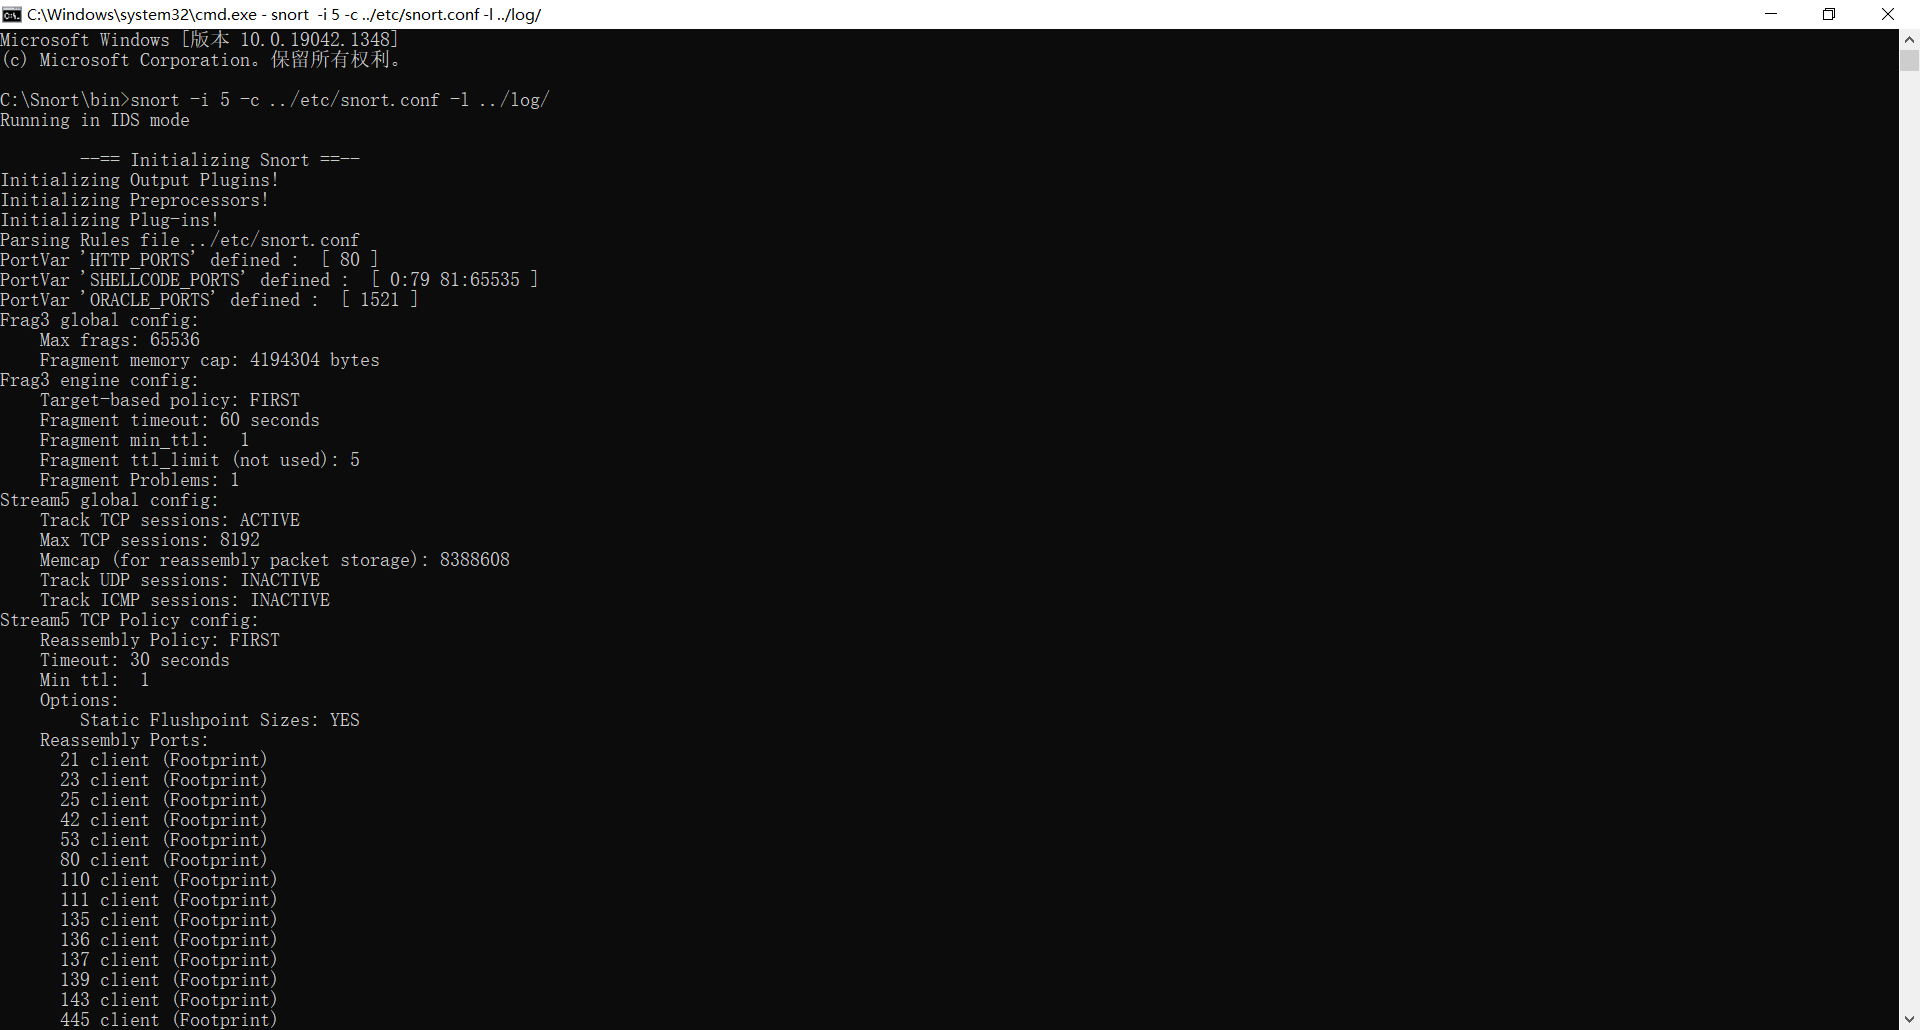 C:\Windows\system32\cmd.exe - snort  -i 5 -c ../etc/snort.conf -l ../log/
Microsoft Windows [版本 10.0.19042.1348]
(c) Microsoft Corporation。保留所有权利。
C:\Snort\bin>snort -i 5 -c ../etc/snort.conf -l ../log/
Running in IDS mode
--== Initializing Snort ==--
Initializing Output Plugins!
Initializing Preprocessors!
Initializing Plug-ins!
Parsing Rules file ../etc/snort.conf
PortVar 'HTTP_PORTS' defined :  [ 80 ]
PortVar 'SHELLCODE_PORTS' defined :  [ 0:79 81:65535 ]
PortVar 'ORACLE_PORTS' defined :  [ 1521 ]
Frag3 global config:
Max frags: 65536
Fragment memory cap: 4194304 bytes
Frag3 engine config:
Target-based policy: FIRST
Fragment timeout: 60 seconds
Fragment min_ttl:   1
Fragment ttl_limit (not used): 5
Fragment Problems: 1
Stream5 global config:
Track TCP sessions: ACTIVE
Max TCP sessions: 8192
Memcap (for reassembly packet storage): 8388608
Track UDP sessions: INACTIVE
Track ICMP sessions: INACTIVE
Stream5 TCP Policy config:
Reassembly Policy: FIRST
Timeout: 30 seconds
Min ttl:  1
Options:
Static Flushpoint Sizes: YES
Reassembly Ports:
21 client (Footprint)
23 client (Footprint)
25 client (Footprint)
42 client (Footprint)
53 client (Footprint)
80 client (Footprint)
110 client (Footprint)
111 client (Footprint)
135 client (Footprint)
136 client (Footprint)
137 client (Footprint)
139 client (Footprint)
143 client (Footprint)
445 client (Footprint)